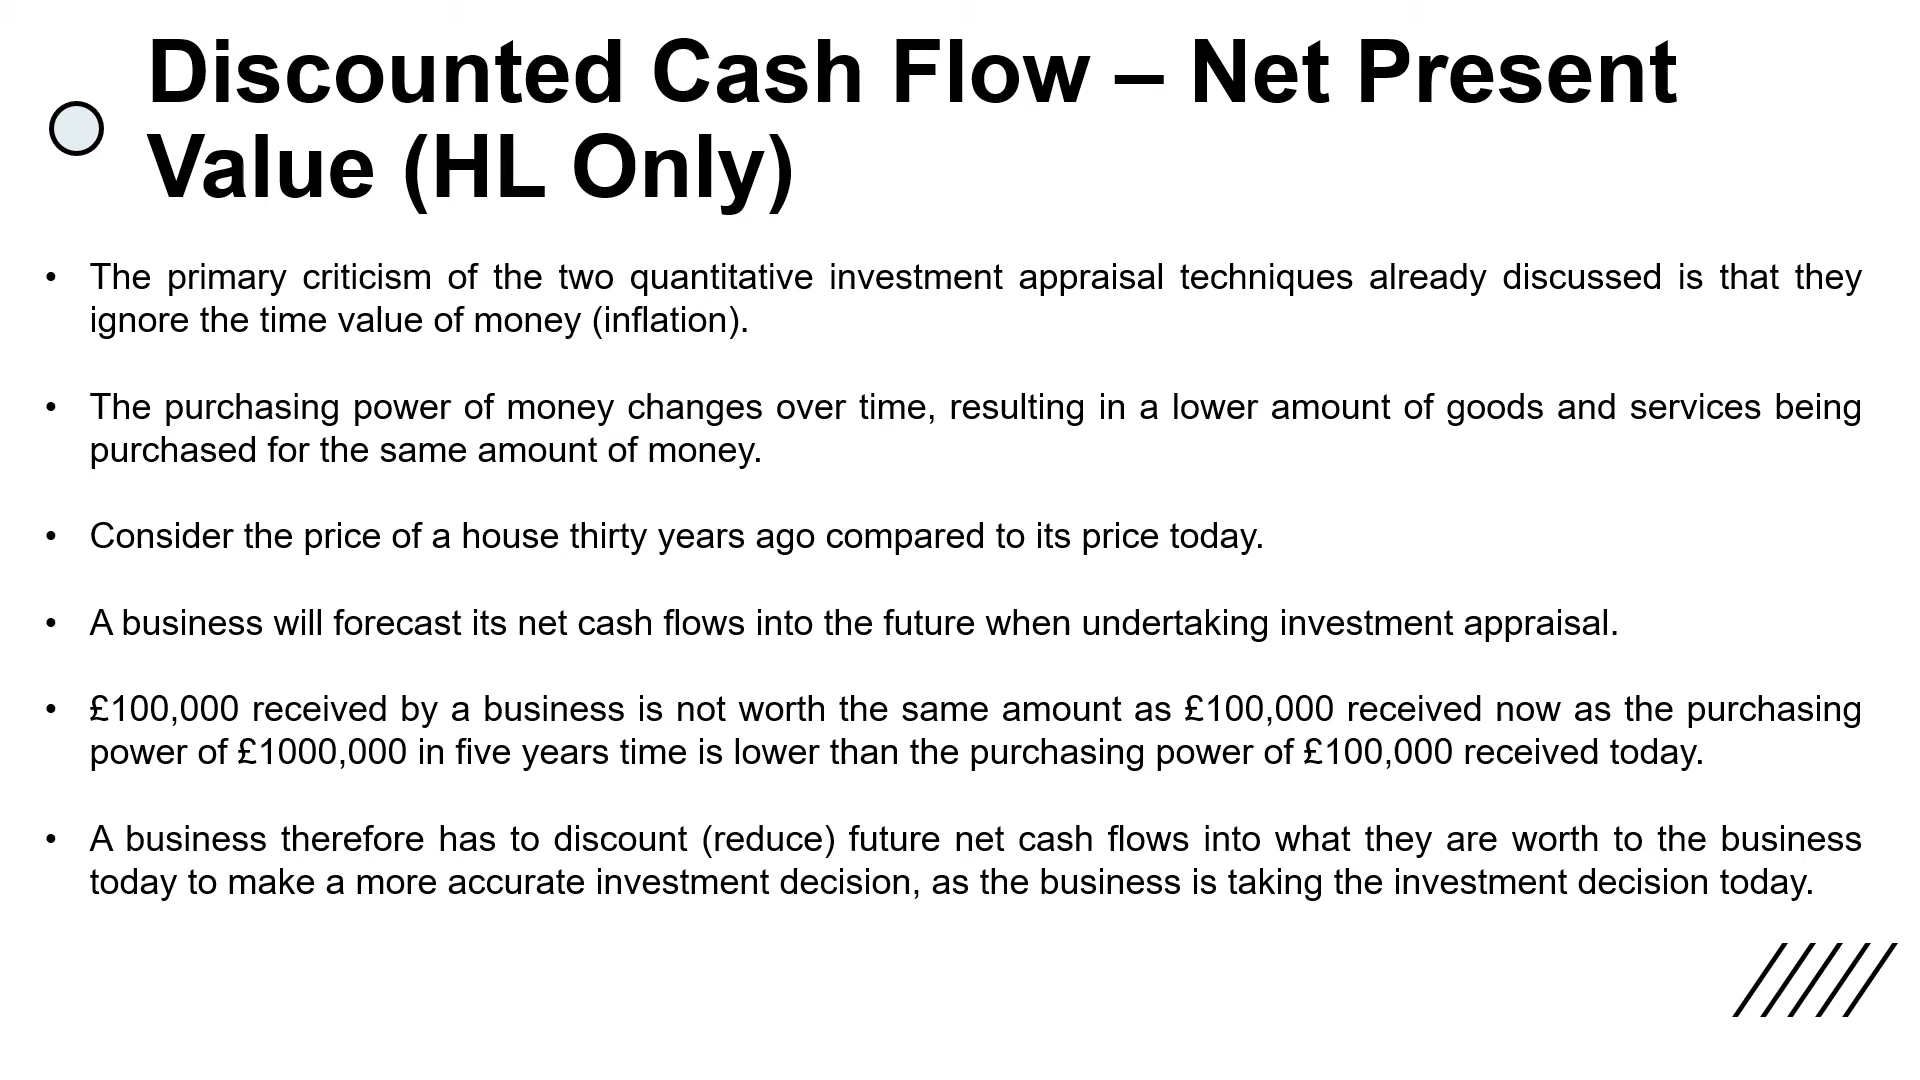 Discounted Cash Flow – Net Present
Value (HL Only)
• The primary criticism of the two quantitative investment appraisal techniques already discussed is that they
ignore the time value of money (inflation).
• The purchasing power of money changes over time, resulting in a lower amount of goods and services being
purchased for the same amount of money.
• Consider the price of a house thirty years ago compared to its price today.
• A business will forecast its net cash flows into the future when undertaking investment appraisal.
• £100,000 received by a business is not worth the same amount as £100,000 received now as the purchasing
power of £1000,000 in five years time is lower than the purchasing power of £100,000 received today.
• A business therefore has to discount (reduce) future net cash flows into what they are worth to the business
today to make a more accurate investment decision, as the business is taking the investment decision today.